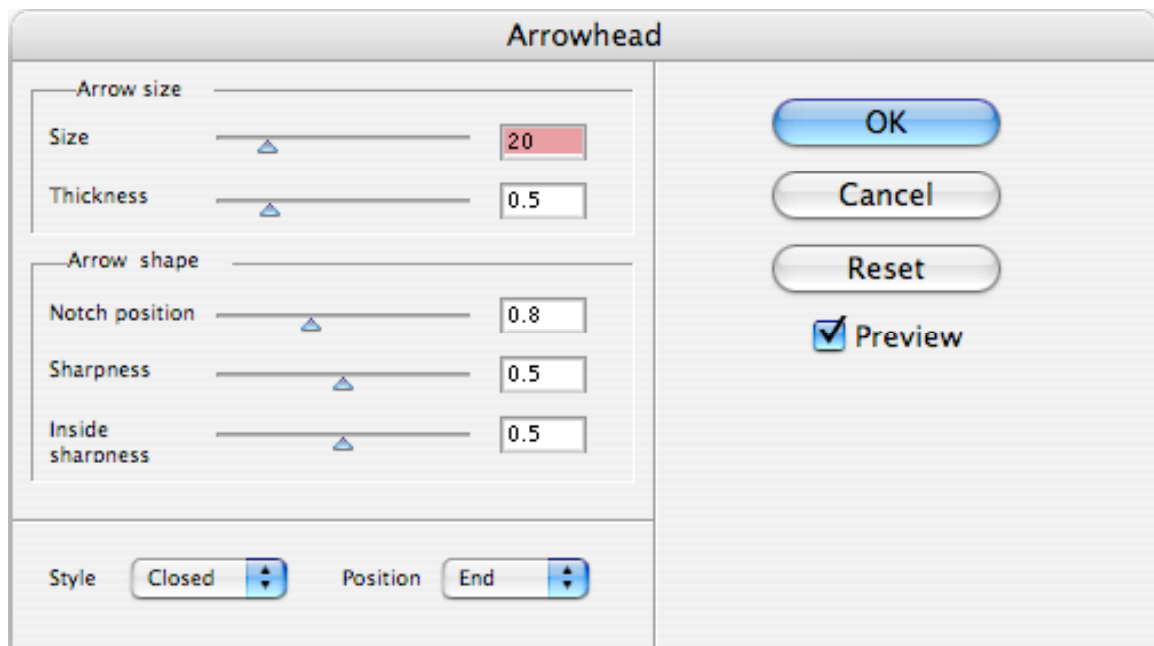 Arrowhead
Arrow size
Size 20
Thickness 0.5
Arrow shape
Notch position 0.8
Sharpness 0.5
Inside
sharpness 0.5
Style Closed Position End
OK
Cancel
Reset
Preview